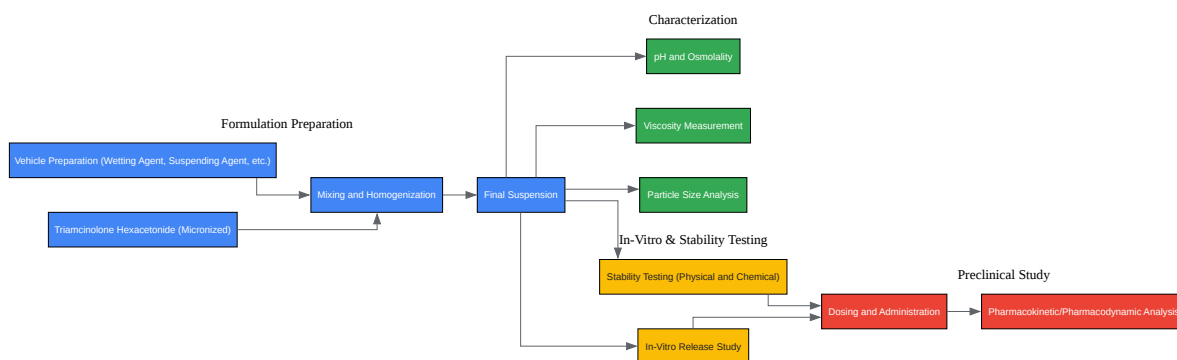 Characterization
pH and Osmolality
Formulation Preparation
Viscosity Measurement
Vehicle Preparation (Wetting Agent, Suspending Agent, etc.)
Mixing and Homogenization
Final Suspension
Particle Size Analysis
Triamcinolone Hexacetonide (Micronized)
In-Vitro & Stability Testing
Stability Testing (Physical and Chemical)
Preclinical Study
Dosing and Administration
Pharmacokinetic/Pharmacodynamic Analysis
In-Vitro Release Study